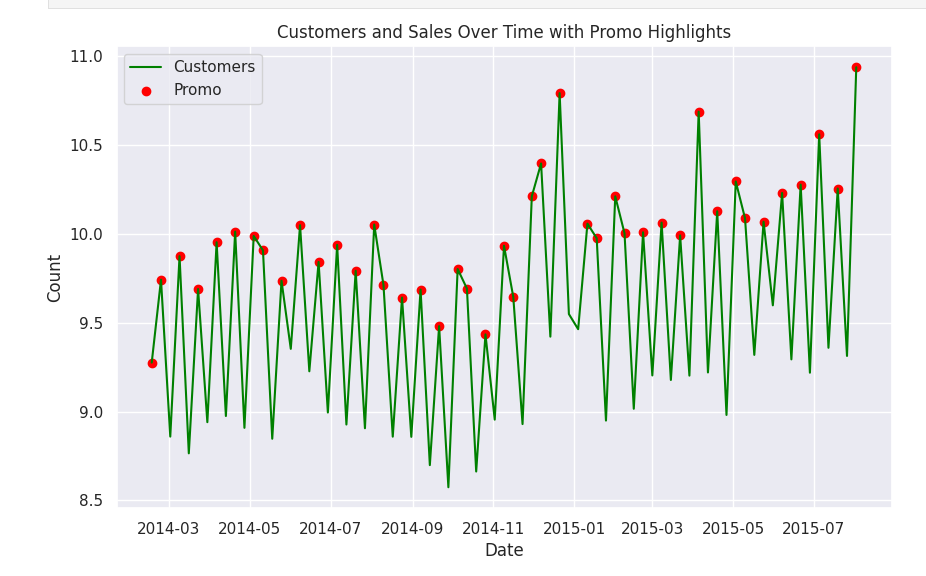 Customers and Sales Over Time with Promo Highlights
Customers
Promo
11.0
10.5
10.0
9.5
9.0
8.5
Count
2014-03 2014-05 2014-07 2014-09 2014-11 2015-01 2015-03 2015-05 2015-07
Date